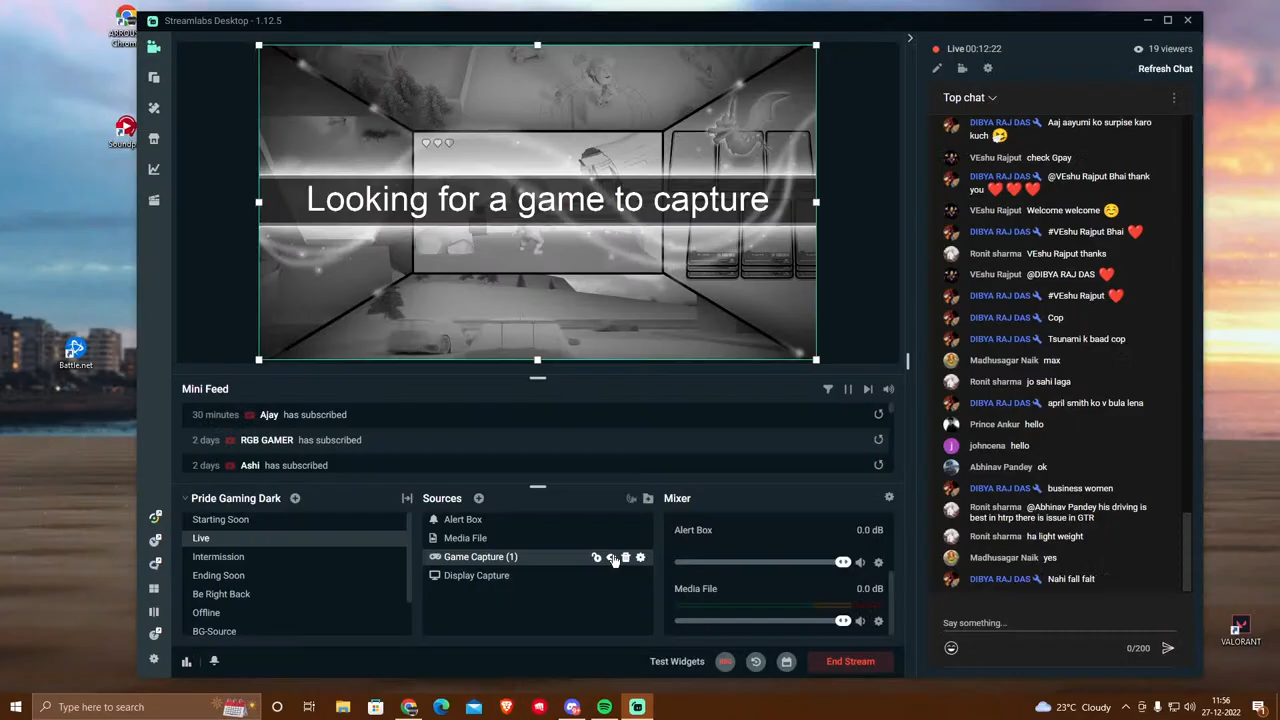 ARROUS
Chrom
Soundp
Battle.net
VALORANT
Streamlabs Desktop - 1.12.5
Looking for a game to capture
Mini Feed
30 minutes Ajay has subscribed
2 days RGB GAMER has subscribed
2 days Ashi has subscribed
Pride Gaming Dark
Starting Soon
Live
Intermission
Ending Soon
Be Right Back
Offline
BG-Source
Sources
Alert Box
Media File
Game Capture (1)
Display Capture
Mixer
Alert Box 0.0 dB
Media File 0.0 dB
Test Widgets
End Stream
Live 00:12:22 19 viewers
Refresh Chat
Top chat
DIBYA RAJ DAS Aaj aayumi ko surpise karo
kuch 🤧
VEshu Rajput check Gpay
DIBYA RAJ DAS @VEshu Rajput Bhai thank
you ❤️❤️❤️
VEshu Rajput Welcome welcome ☺️
DIBYA RAJ DAS #VEshu Rajput Bhai ❤️
Ronit sharma VEshu Rajput thanks
VEshu Rajput @DIBYA RAJ DAS ❤️
DIBYA RAJ DAS #VEshu Rajput ❤️
DIBYA RAJ DAS Cop
DIBYA RAJ DAS Tsunami k baad cop
Madhusagar Naik max
Ronit sharma jo sahi laga
DIBYA RAJ DAS april smith ko v bula lena
Prince Ankur hello
johncena hello
Abhinav Pandey ok
DIBYA RAJ DAS business women
Ronit sharma @Abhinav Pandey his driving is
best in htrp there is issue in GTR
Ronit sharma ha light weight
Madhusagar Naik yes
DIBYA RAJ DAS Nahi fall falt
Say something...
0/200
Type here to search
23°C Cloudy
11:56
27-12-2022